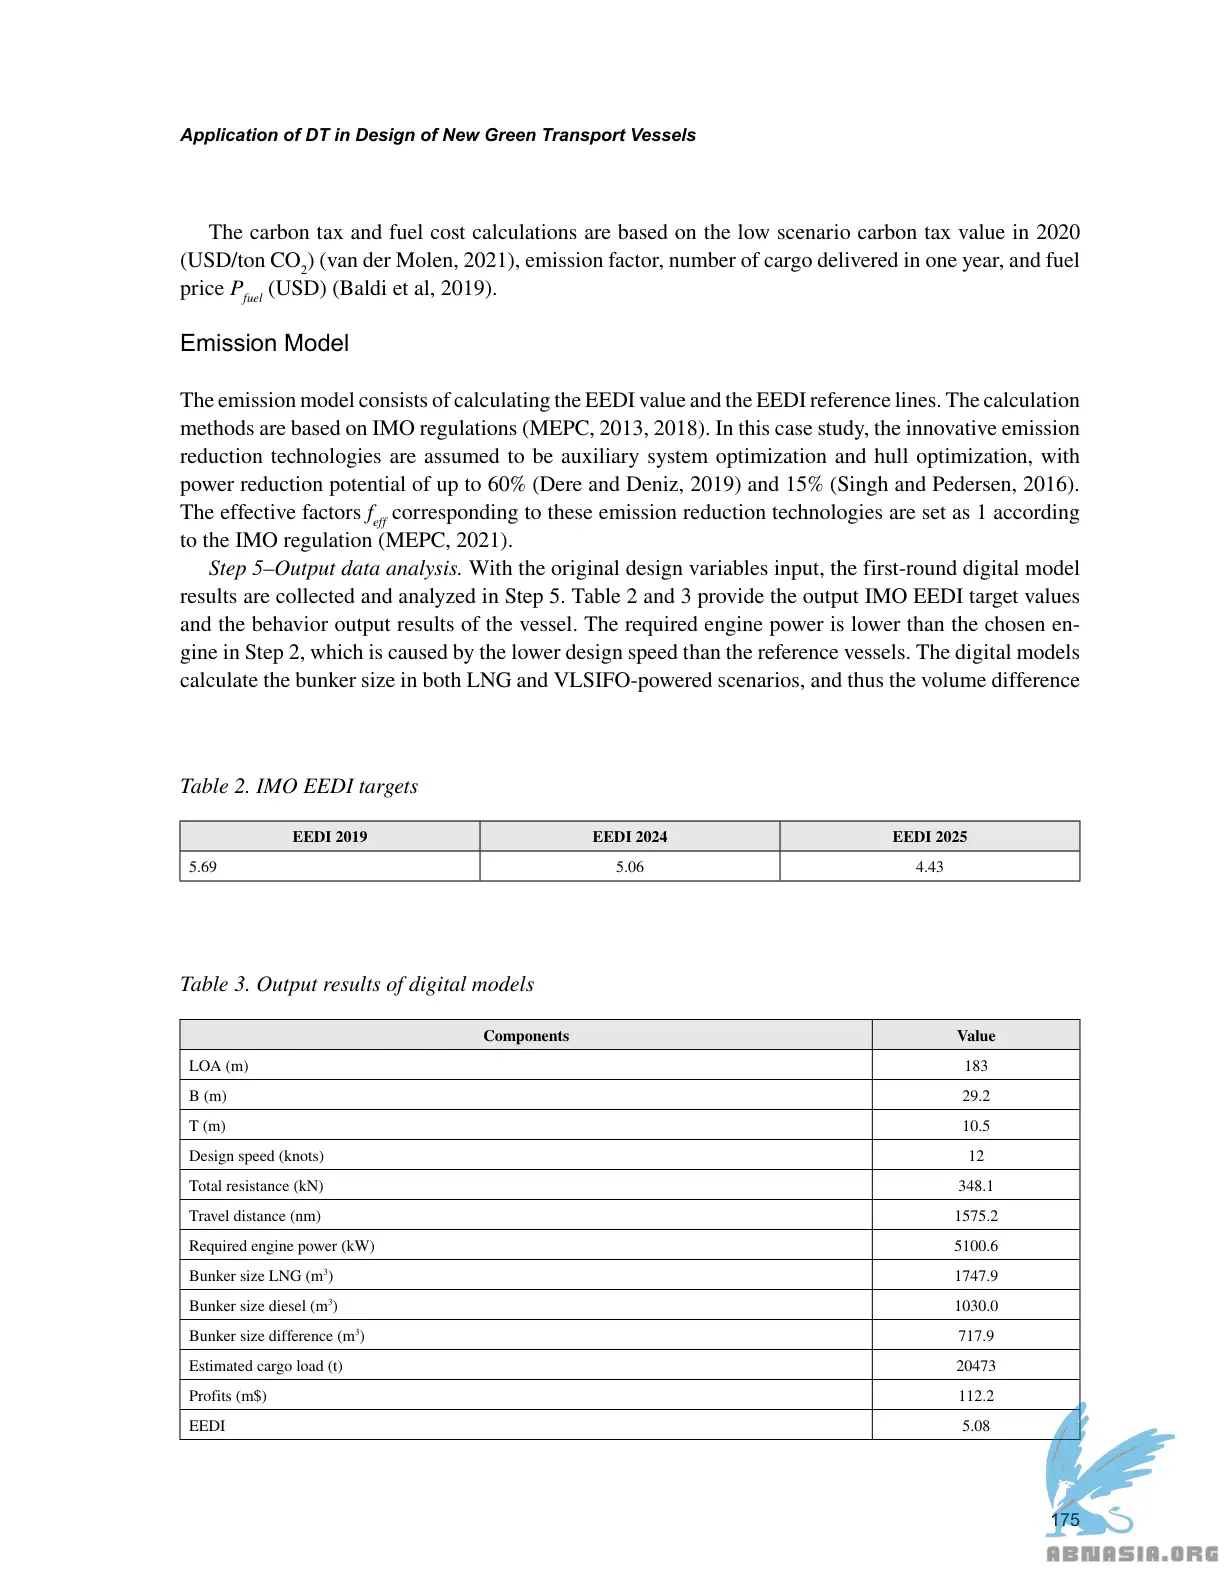 Application of DT in Design of New Green Transport Vessels
The carbon tax and fuel cost calculations are based on the low scenario carbon tax value in 2020
(USD/ton CO2) (van der Molen, 2021), emission factor, number of cargo delivered in one year, and fuel
price Pfuel (USD) (Baldi et al, 2019).
Emission Model
The emission model consists of calculating the EEDI value and the EEDI reference lines. The calculation
methods are based on IMO regulations (MEPC, 2013, 2018). In this case study, the innovative emission
reduction technologies are assumed to be auxiliary system optimization and hull optimization, with
power reduction potential of up to 60% (Dere and Deniz, 2019) and 15% (Singh and Pedersen, 2016).
The effective factors feff corresponding to these emission reduction technologies are set as 1 according
to the IMO regulation (MEPC, 2021).
Step 5–Output data analysis. With the original design variables input, the first-round digital model
results are collected and analyzed in Step 5. Table 2 and 3 provide the output IMO EEDI target values
and the behavior output results of the vessel. The required engine power is lower than the chosen en-
gine in Step 2, which is caused by the lower design speed than the reference vessels. The digital models
calculate the bunker size in both LNG and VLSIFO-powered scenarios, and thus the volume difference
Table 2. IMO EEDI targets
EEDI 2019 EEDI 2024 EEDI 2025
5.69 5.06 4.43
Table 3. Output results of digital models
Components Value
LOA (m) 183
B (m) 29.2
T (m) 10.5
Design speed (knots) 12
Total resistance (kN) 348.1
Travel distance (nm) 1575.2
Required engine power (kW) 5100.6
Bunker size LNG (m3) 1747.9
Bunker size diesel (m3) 1030.0
Bunker size difference (m3) 717.9
Estimated cargo load (t) 20473
Profits (m$) 112.2
EEDI 5.08
175
ABNASIA.ORG